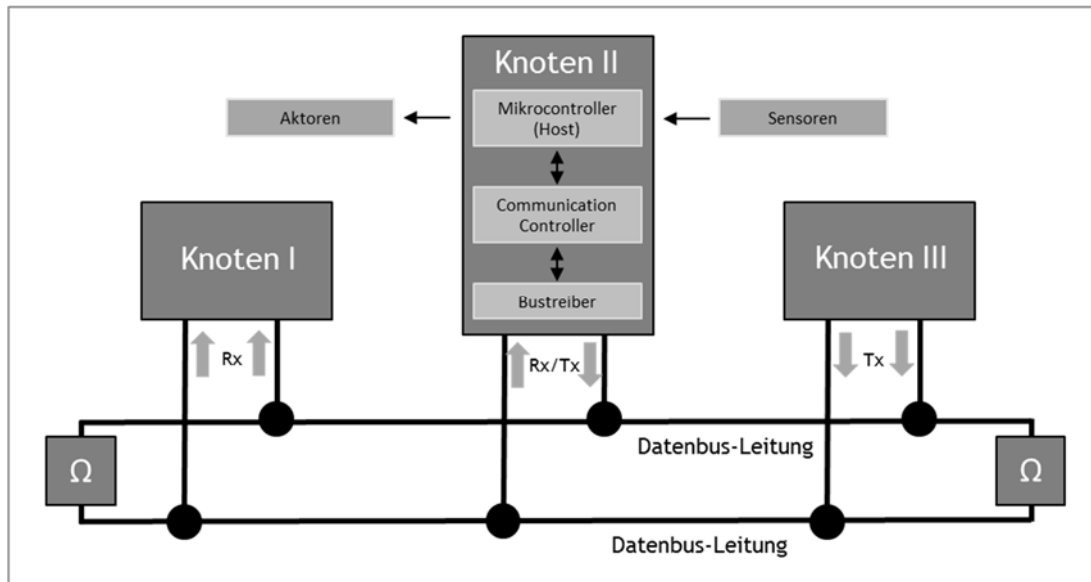 Knoten II
Aktoren
Mikrocontroller
(Host)
Sensoren
Communication
Controller
Knoten I
Knoten III
Bustreiber
Rx
Rx/Tx
Tx
Datenbus-Leitung
Ω
Ω
Datenbus-Leitung